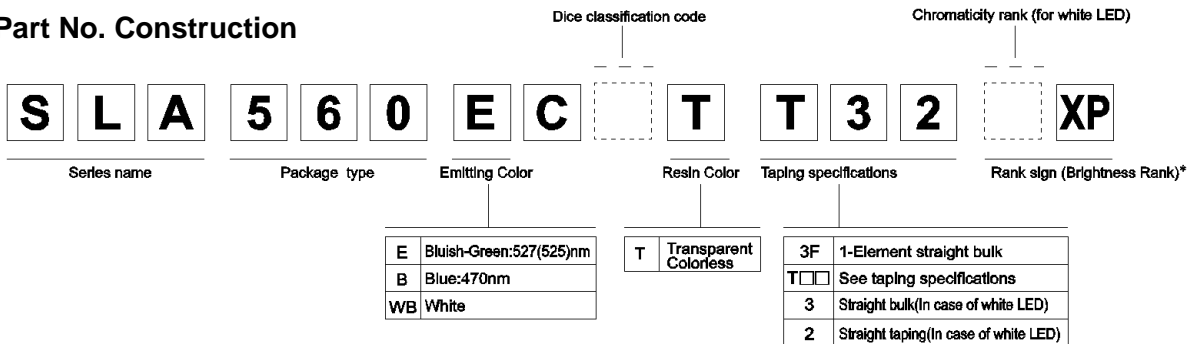 Part No. Construction
Dice classification code
Chromaticity rank (for white LED)
S L A 5 6 0 E C T T 3 2 XP
Series name Package type Emitting Color Resin Color Taping specifications Rank sign (Brightness Rank)*
E Bluish-Green:527(525)nm
B Blue:470nm
WB White
T Transparent
Colorless
3F 1-Element straight bulk
T□□ See taping specifications
3 Straight bulk(In case of white LED)
2 Straight taping(In case of white LED)